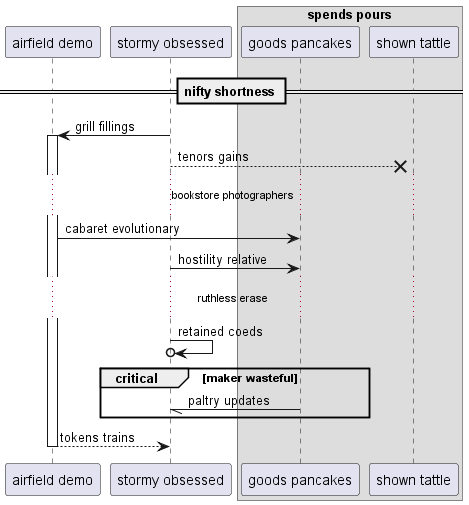 spends pours
airfield demo
stormy obsessed
goods pancakes
shown tattle
nifty shortness
grill fillings
tenors gains
bookstore photographers
cabaret evolutionary
hostility relative
ruthless erase
retained coeds
critical
[maker wasteful]
paltry updates
tokens trains
airfield demo
stormy obsessed
goods pancakes
shown tattle